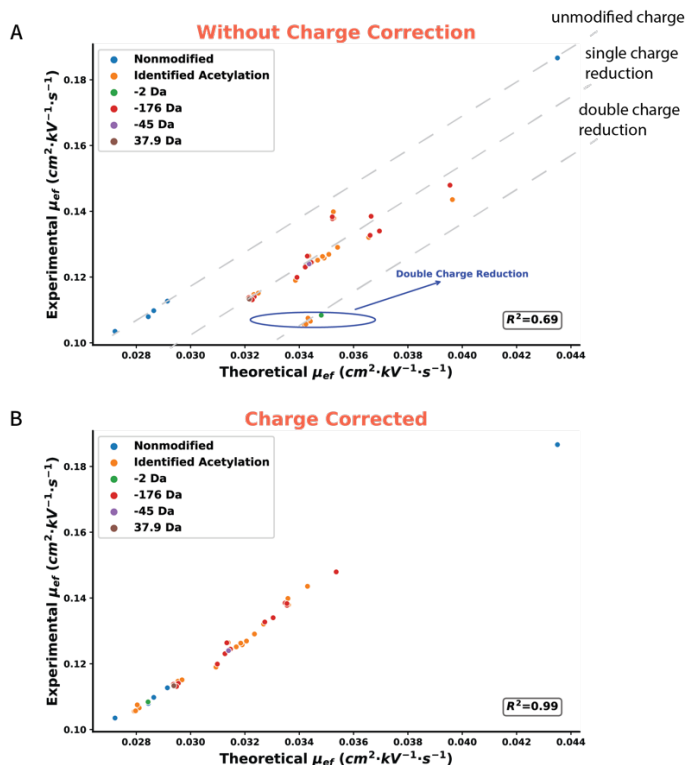 A
Without Charge Correction
unmodified charge
single charge
reduction
double charge
reduction
Nonmodified
Identified Acetylation
-2 Da
-176 Da
-45 Da
37.9 Da
Double Charge Reduction
R²=0.69
Experimental μef (cm²·kV⁻¹·s⁻¹)
0.18
0.16
0.14
0.12
0.10
0.028 0.030 0.032 0.034 0.036 0.038 0.040 0.042 0.044
Theoretical μef (cm²·kV⁻¹·s⁻¹)
B
Charge Corrected
Nonmodified
Identified Acetylation
-2 Da
-176 Da
-45 Da
37.9 Da
R²=0.99
Experimental μef (cm²·kV⁻¹·s⁻¹)
0.18
0.16
0.14
0.12
0.10
0.028 0.030 0.032 0.034 0.036 0.038 0.040 0.042 0.044
Theoretical μef (cm²·kV⁻¹·s⁻¹)